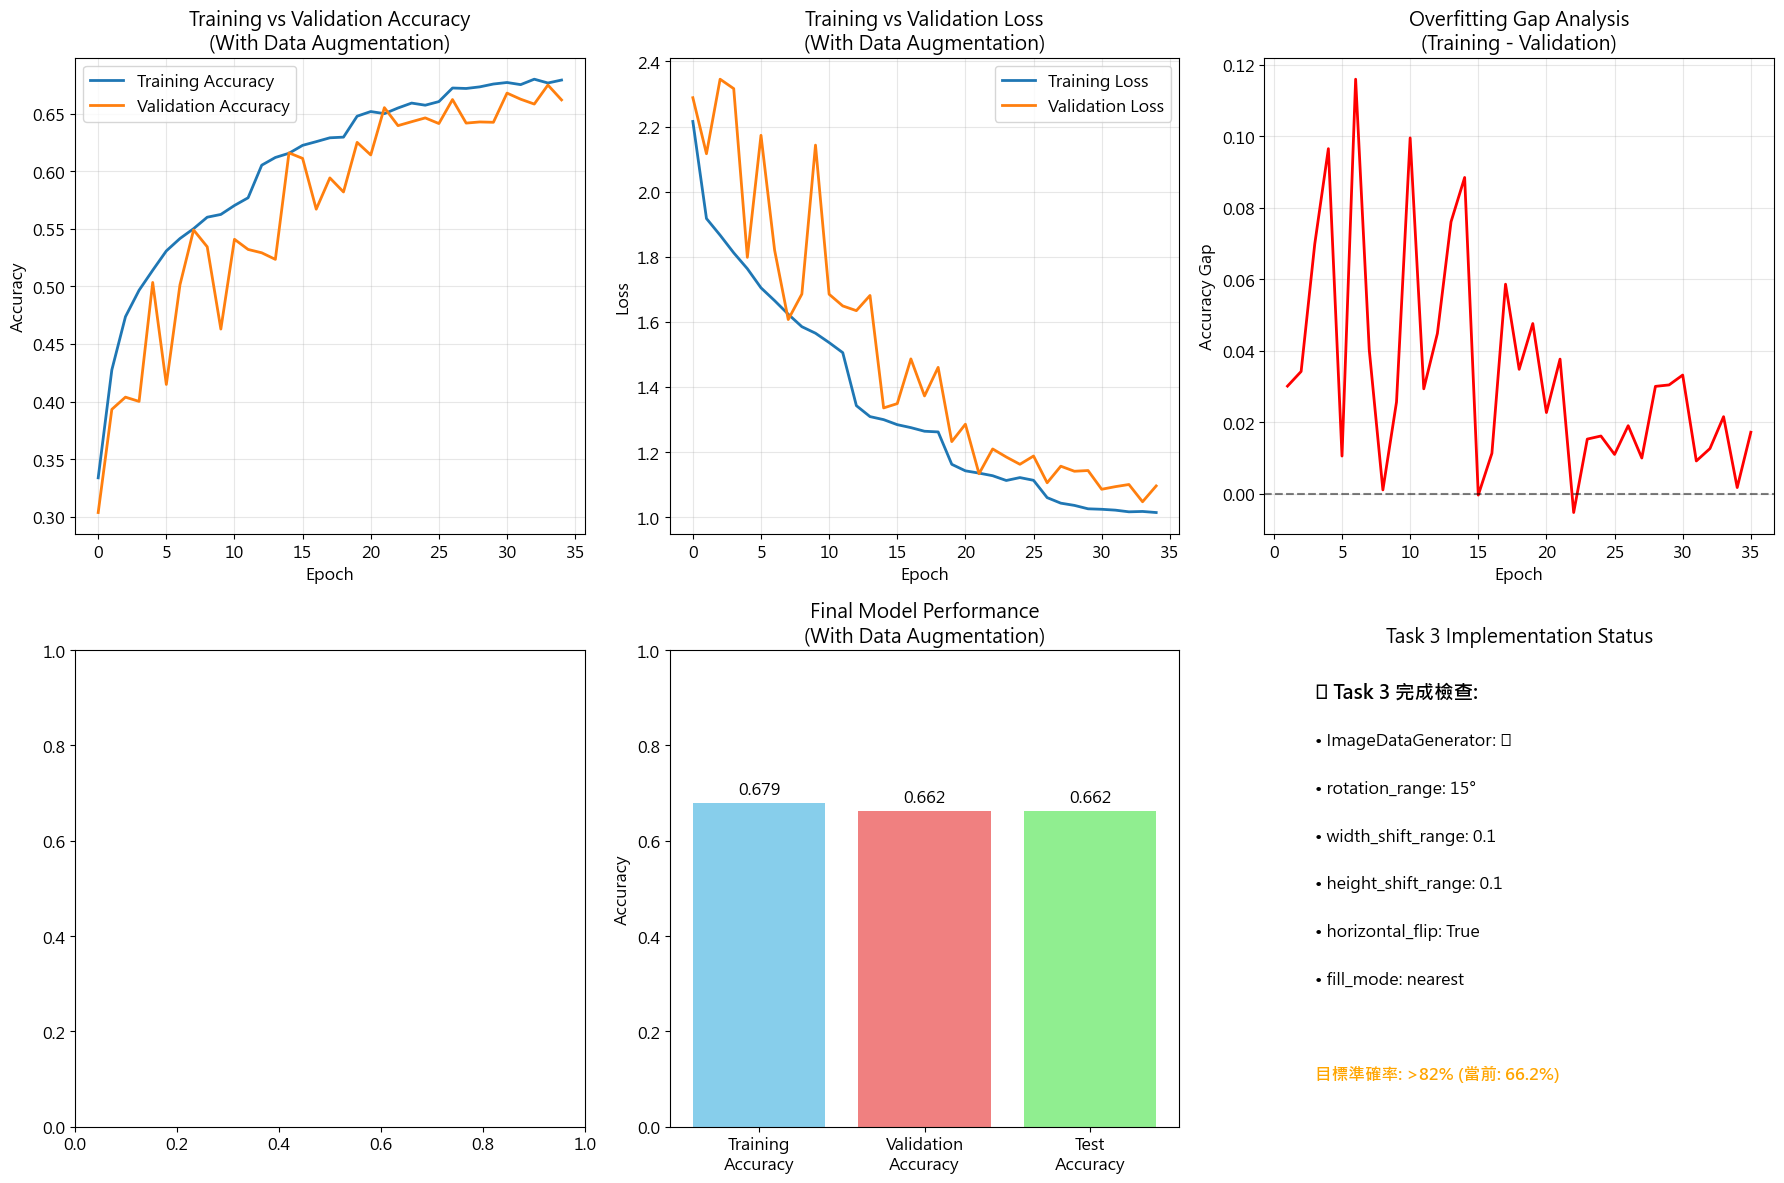 Training vs Validation Accuracy
(With Data Augmentation)
Training Accuracy
Validation Accuracy
Accuracy
0.65
0.60
0.55
0.50
0.45
0.40
0.35
0.30
0 5 10 15 20 25 30 35
Epoch
Training vs Validation Loss
(With Data Augmentation)
Training Loss
Validation Loss
Loss
2.4
2.2
2.0
1.8
1.6
1.4
1.2
1.0
0 5 10 15 20 25 30 35
Epoch
Overfitting Gap Analysis
(Training - Validation)
Accuracy Gap
0.12
0.10
0.08
0.06
0.04
0.02
0.00
0 5 10 15 20 25 30 35
Epoch
1.0
0.8
0.6
0.4
0.2
0.0
0.0 0.2 0.4 0.6 0.8 1.0
Final Model Performance
(With Data Augmentation)
Accuracy
1.0
0.8
0.6
0.4
0.2
0.0
0.679 0.662 0.662
Training Validation Test
Accuracy Accuracy Accuracy
Task 3 Implementation Status
Task 3 完成檢查:
• ImageDataGenerator:
• rotation_range: 15°
• width_shift_range: 0.1
• height_shift_range: 0.1
• horizontal_flip: True
• fill_mode: nearest
目標準確率: >82% (當前: 66.2%)